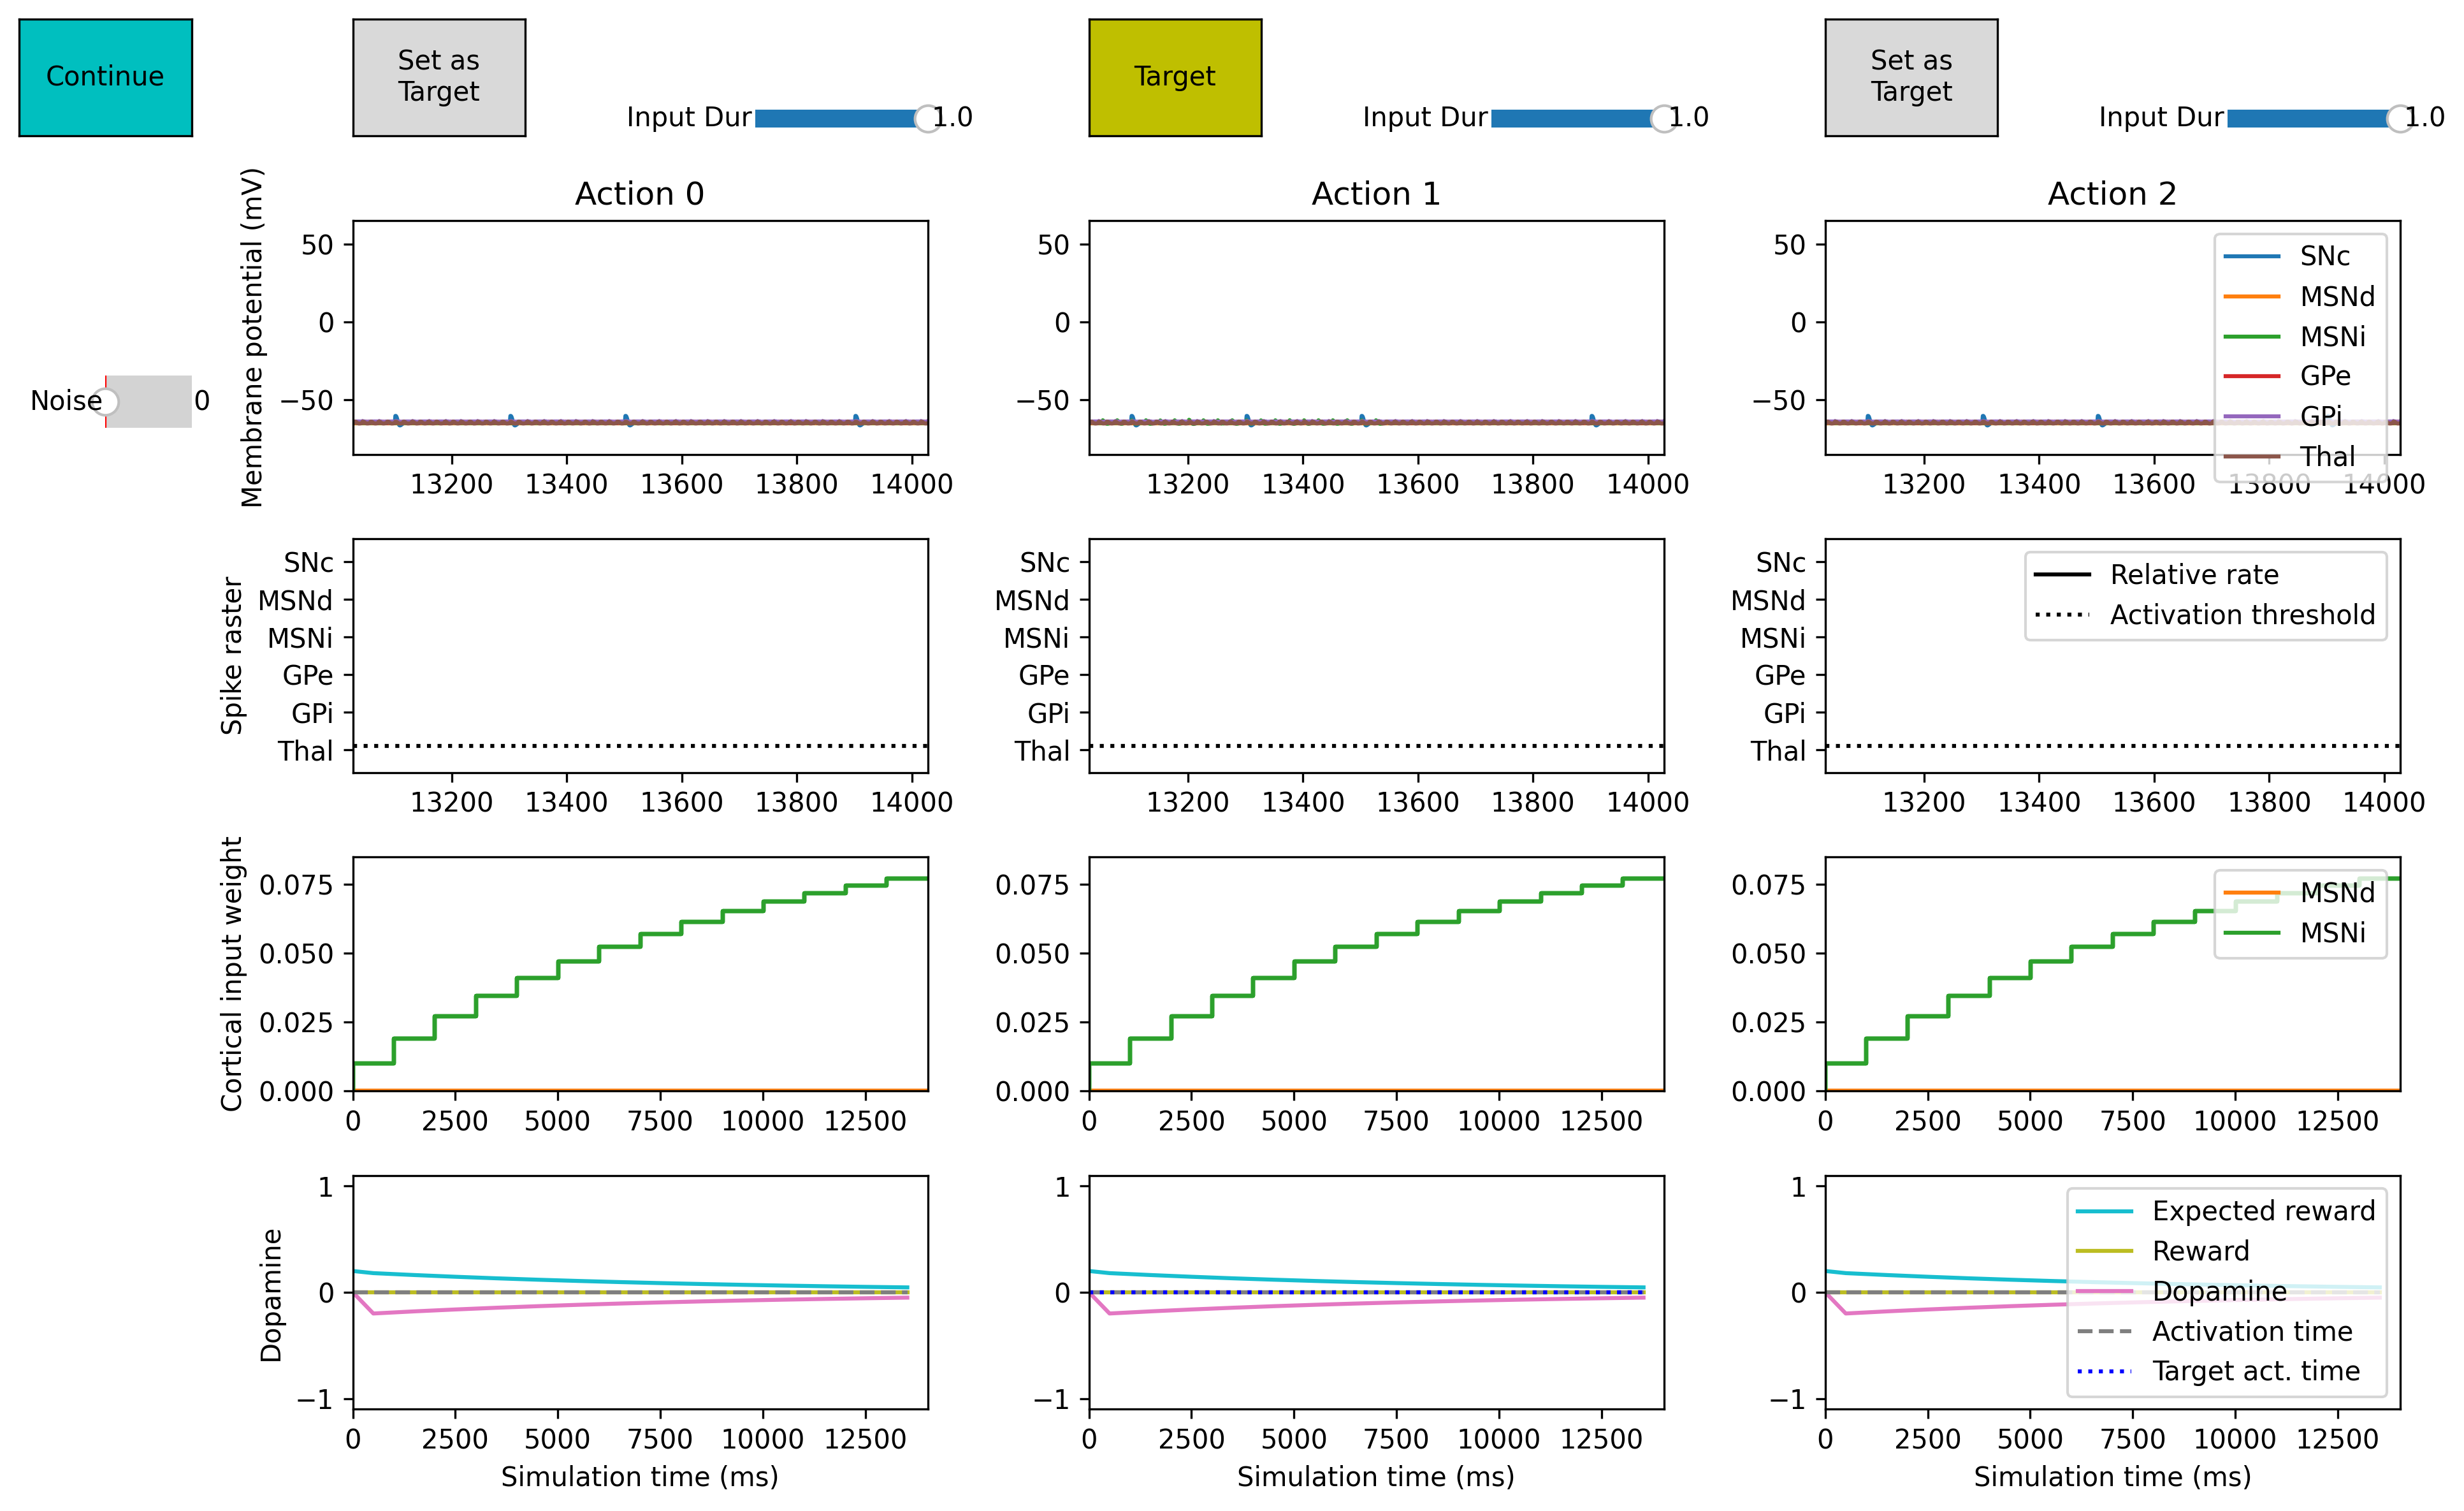 Continue
Set as
Target
Input Dur
1.0
Target
Input Dur
1.0
Set as
Target
Input Dur
1.0
Noise
0
Action 0
Membrane potential (mV)
50
0
−50
13200 13400 13600 13800 14000
Action 1
50
0
−50
13200 13400 13600 13800 14000
Action 2
50
0
−50
13200 13400 13600 13800 14000
SNc
MSNd
MSNi
GPe
GPi
Thal
Spike raster
SNc
MSNd
MSNi
GPe
GPi
Thal
13200 13400 13600 13800 14000
SNc
MSNd
MSNi
GPe
GPi
Thal
13200 13400 13600 13800 14000
SNc
MSNd
MSNi
GPe
GPi
Thal
13200 13400 13600 13800 14000
Relative rate
Activation threshold
Cortical input weight
0.075
0.050
0.025
0.000
0 2500 5000 7500 10000 12500
0.075
0.050
0.025
0.000
0 2500 5000 7500 10000 12500
0.075
0.050
0.025
0.000
0 2500 5000 7500 10000 12500
MSNd
MSNi
Dopamine
1
0
−1
0 2500 5000 7500 10000 12500
Simulation time (ms)
1
0
−1
0 2500 5000 7500 10000 12500
Simulation time (ms)
1
0
−1
0 2500 5000 7500 10000 12500
Simulation time (ms)
Expected reward
Reward
Dopamine
Activation time
Target act. time